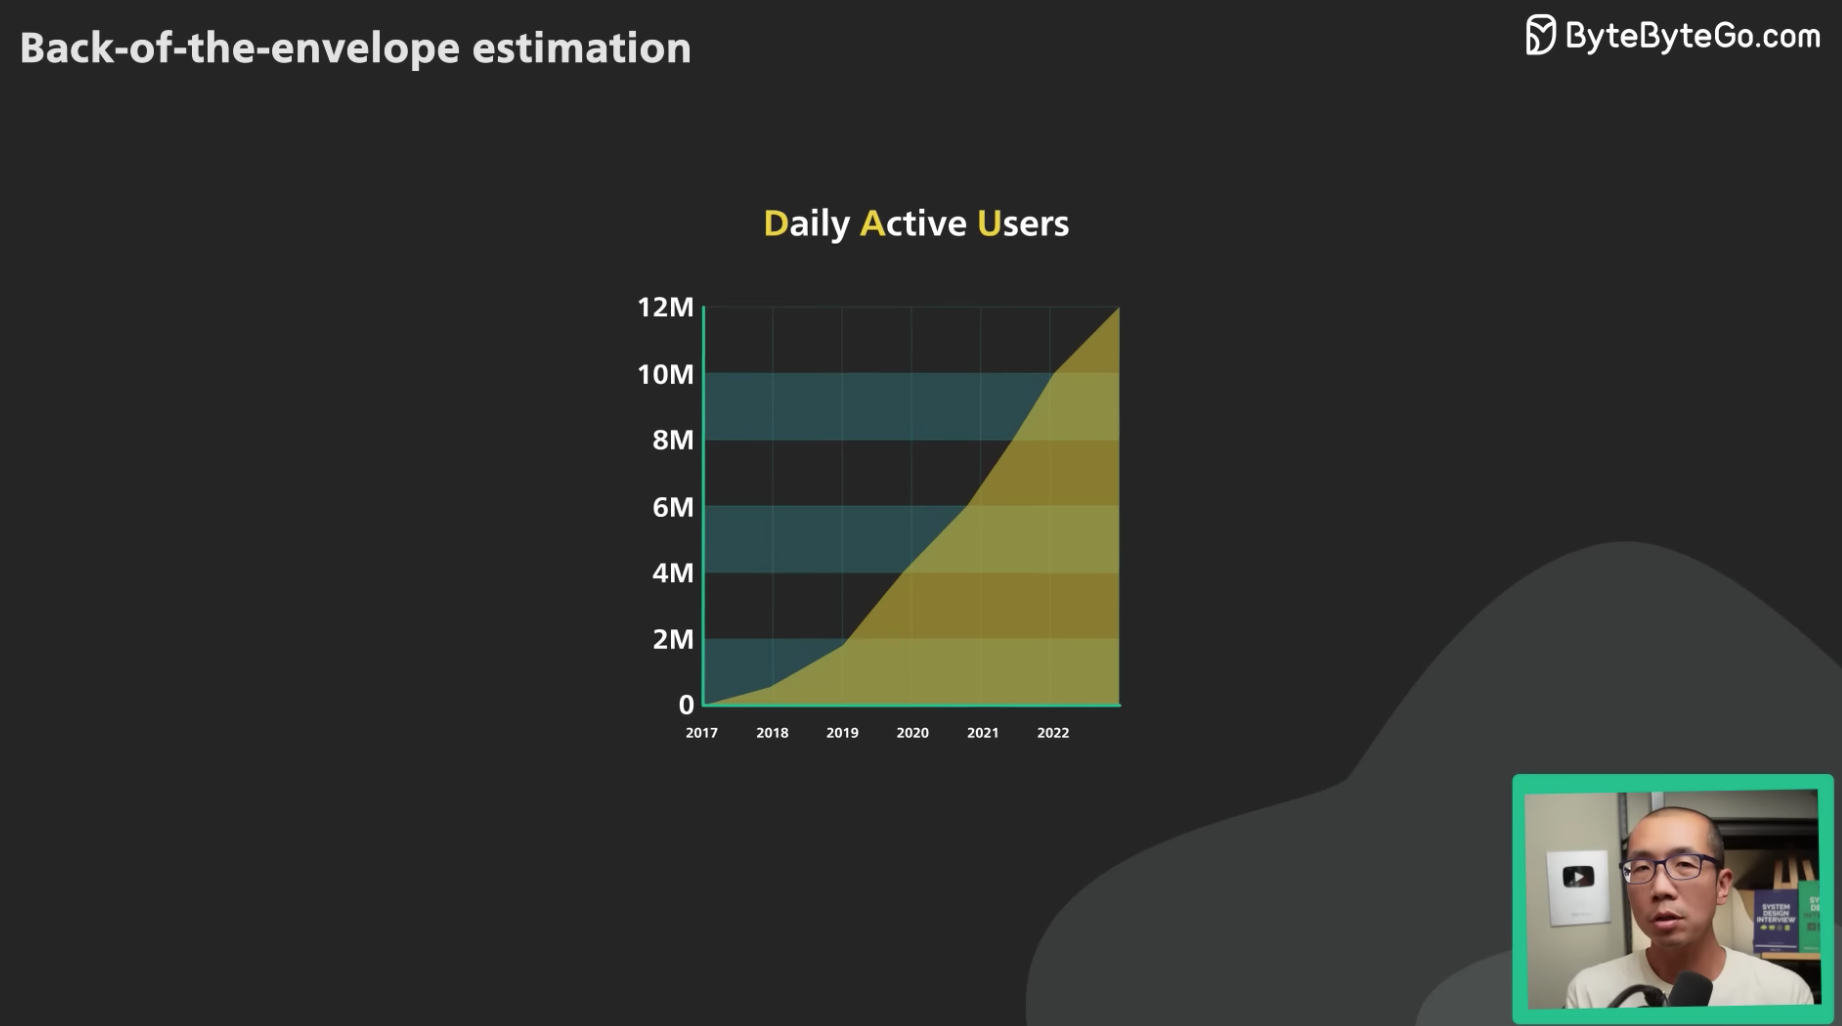 Back-of-the-envelope estimation
ByteByteGo.com
Daily Active Users
12M
10M
8M
6M
4M
2M
0
2017 2018 2019 2020 2021 2022
SYSTEM
DESIGN
INTERVIEW